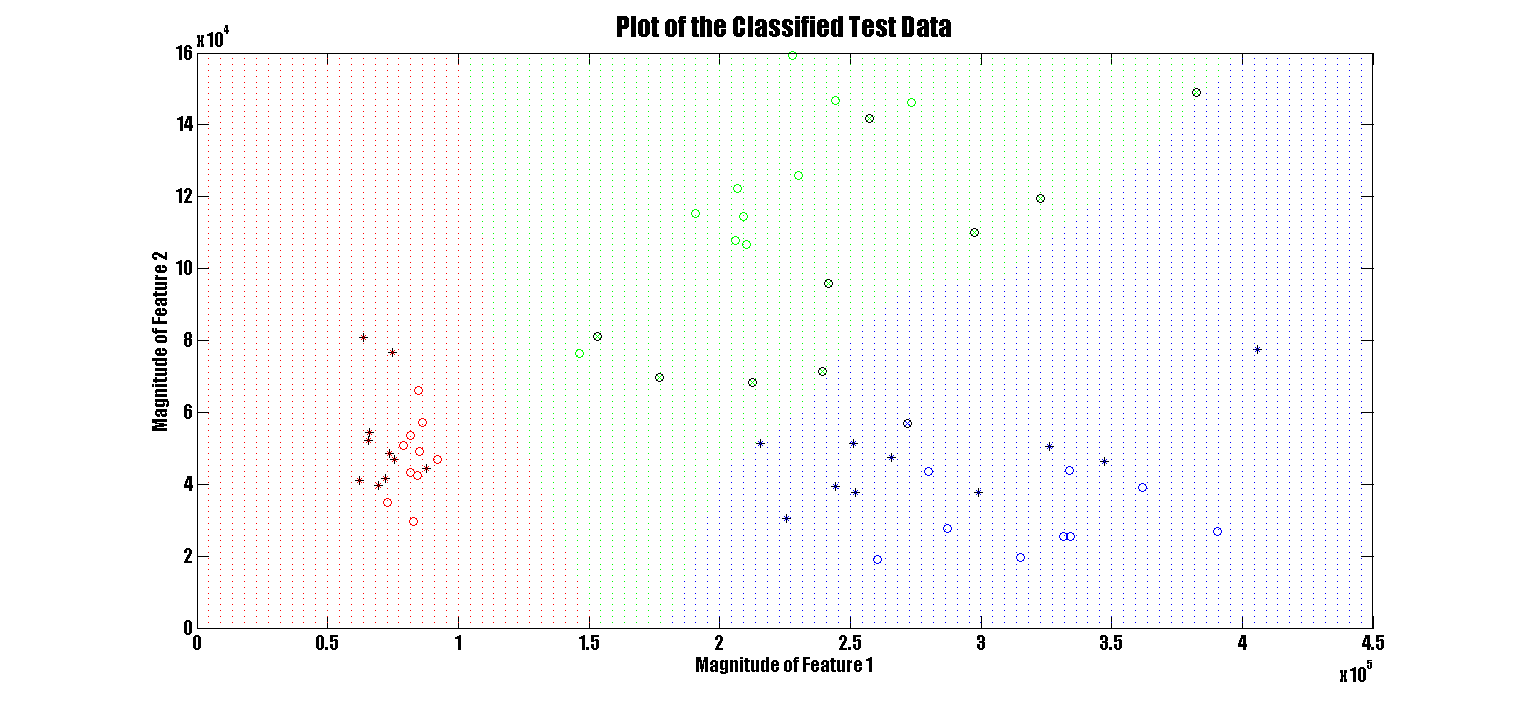 Plot of the Classified Test Data
x 10^4
16
14
12
10
8
6
4
2
0
Magnitude of Feature 2
0 0.5 1 1.5 2 2.5 3 3.5 4 4.5
Magnitude of Feature 1
x 10^5